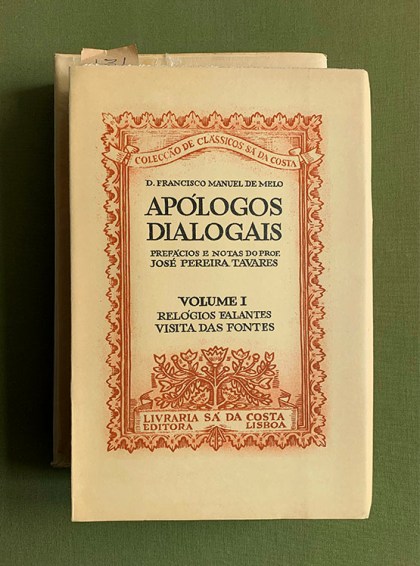 COLECÇÃO DE CLÁSSICOS SÁ DA COSTA
D. FRANCISCO MANUEL DE MELO
APÓLOGOS
DIALOGAIS
PREFÁCIOS E NOTAS DO PROF.
JOSÉ PEREIRA TAVARES
VOLUME I
RELÓGIOS FALANTES
VISITA DAS FONTES
LIVRARIA SÁ DA COSTA
EDITORA LISBOA